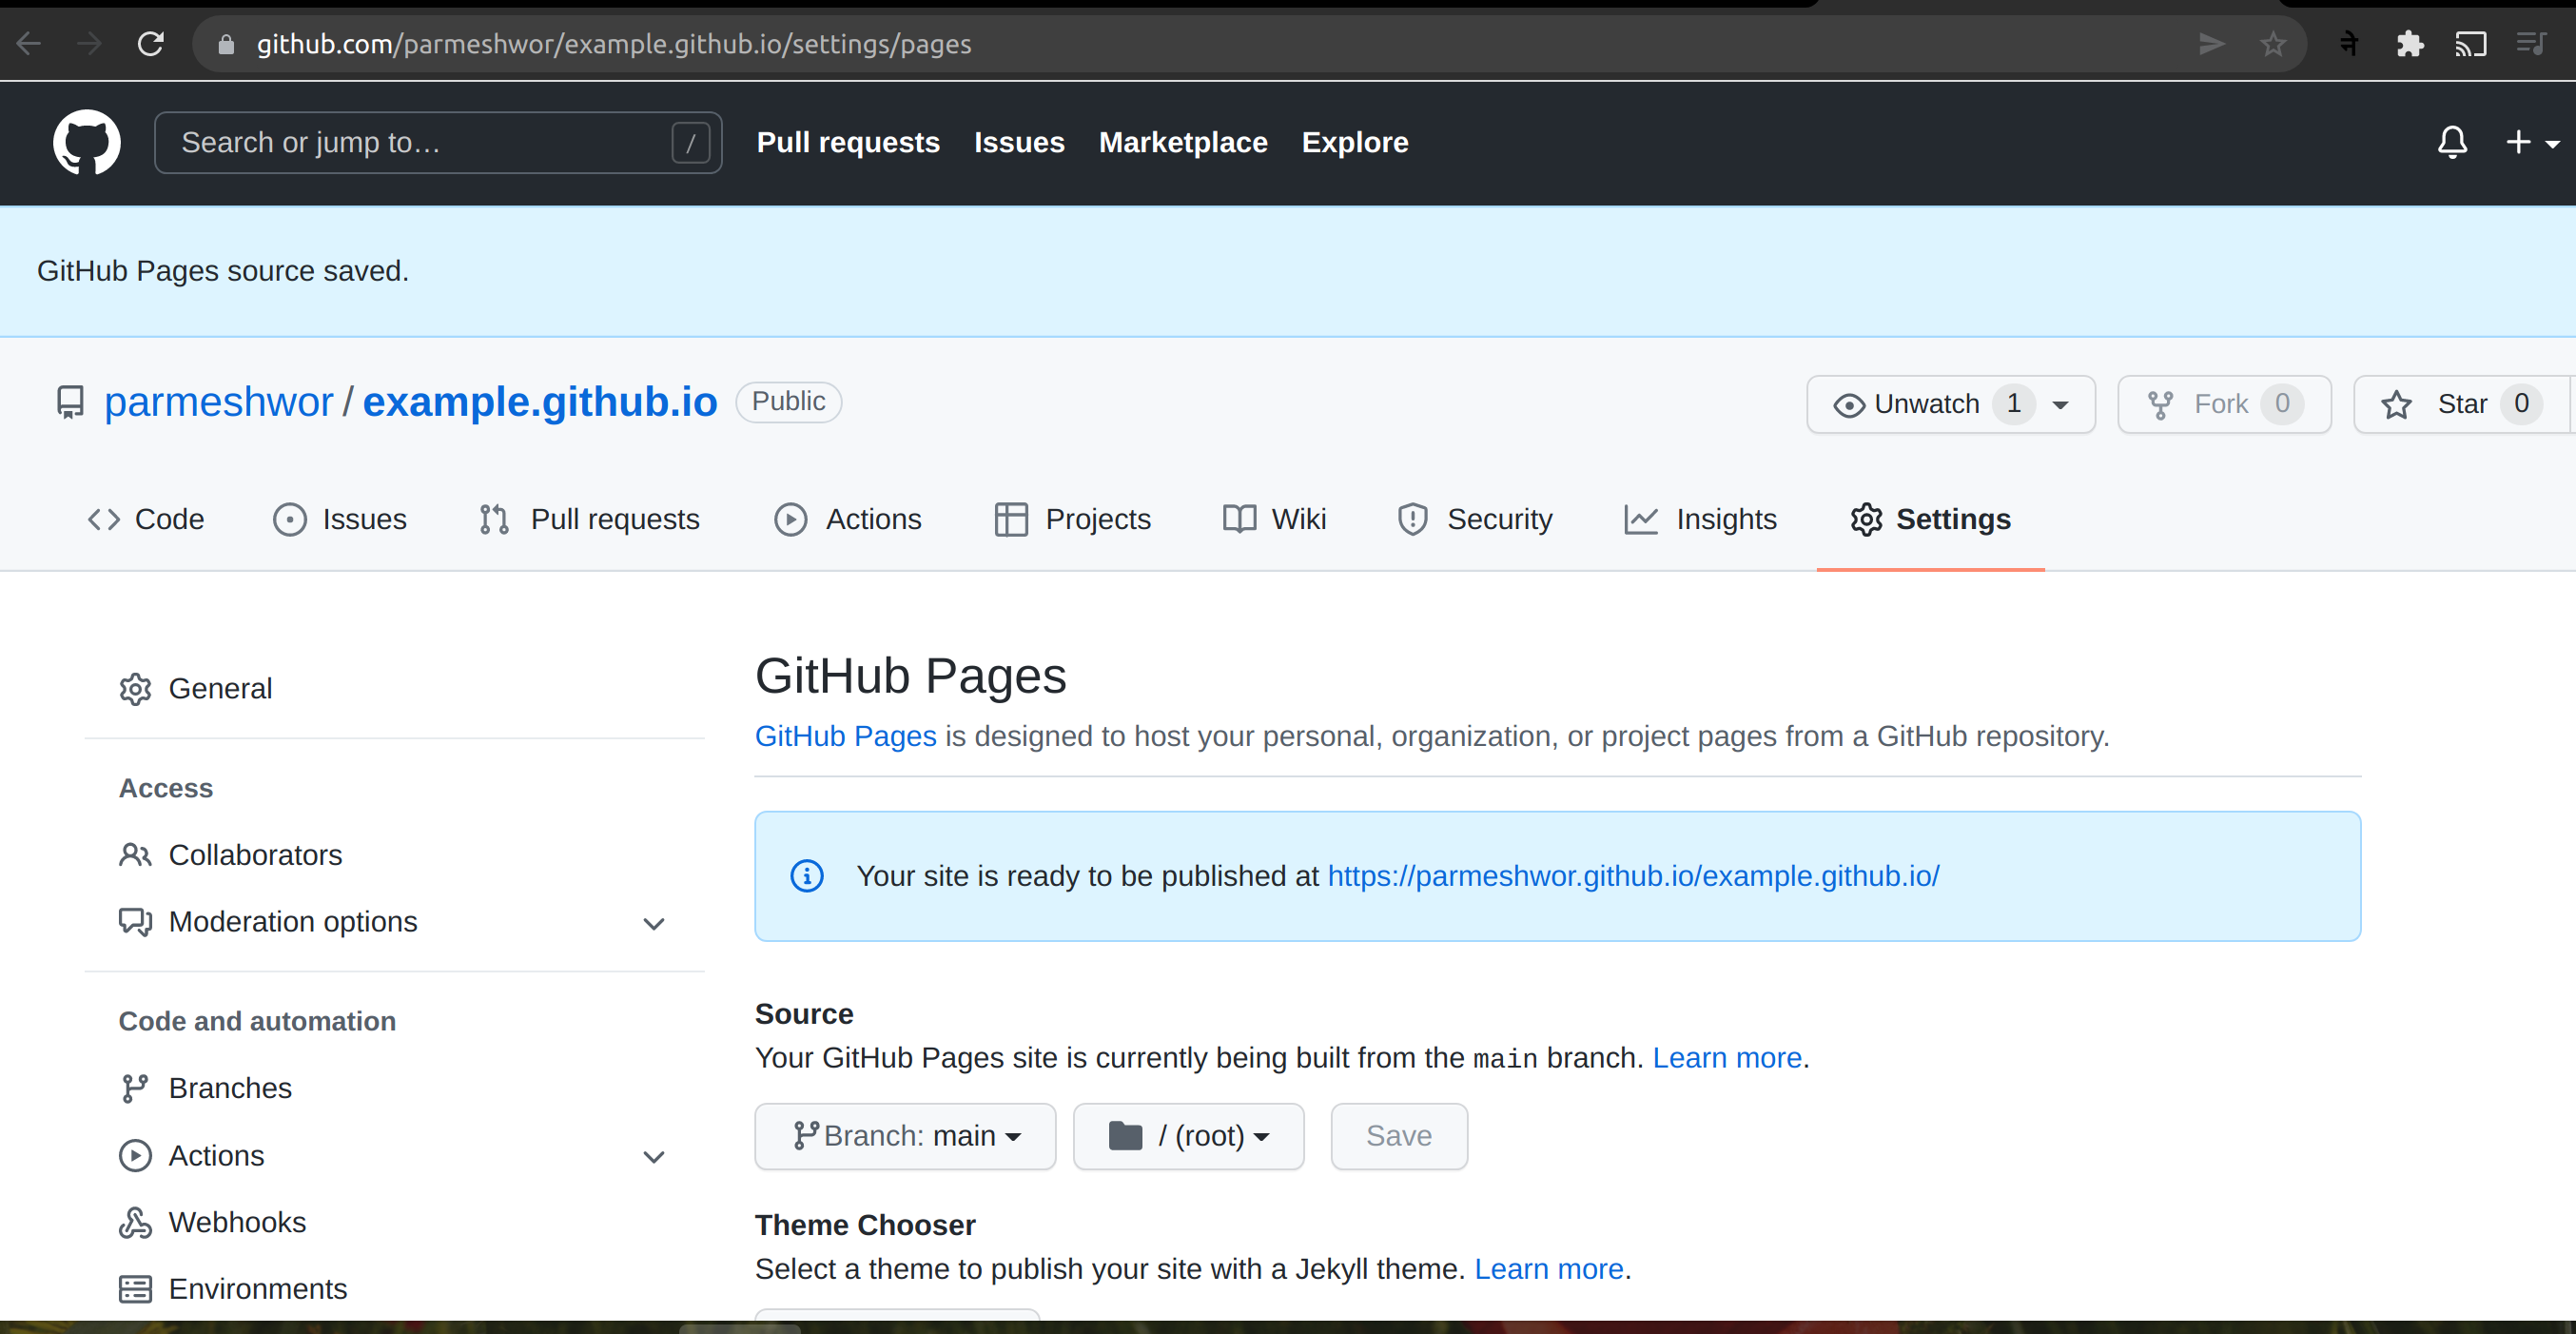 github.com/parmeshwor/example.github.io/settings/pages
ने
Search or jump to… /
Pull requests Issues Marketplace Explore
GitHub Pages source saved.
parmeshwor / example.github.io Public
Unwatch 1 Fork 0 Star 0
Code Issues Pull requests Actions Projects Wiki Security Insights Settings
General
Access
Collaborators
Moderation options
Code and automation
Branches
Actions
Webhooks
Environments
GitHub Pages
GitHub Pages is designed to host your personal, organization, or project pages from a GitHub repository.
Your site is ready to be published at https://parmeshwor.github.io/example.github.io/
Source
Your GitHub Pages site is currently being built from the main branch. Learn more.
Branch: main / (root) Save
Theme Chooser
Select a theme to publish your site with a Jekyll theme. Learn more.